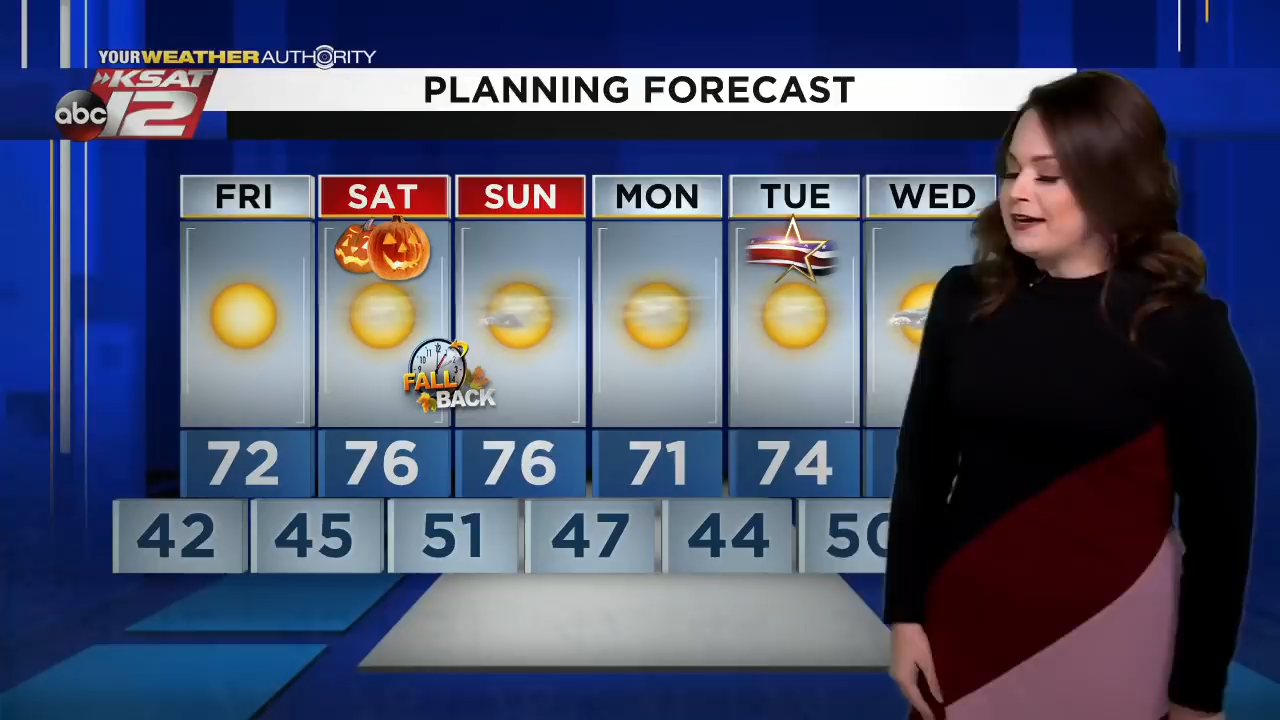 YOURWEATHERAUTHORITY
KSAT
abc 12
PLANNING FORECAST
FRI SAT SUN MON TUE WED
FALL
BACK
72 76 76 71 74
42 45 51 47 44 50